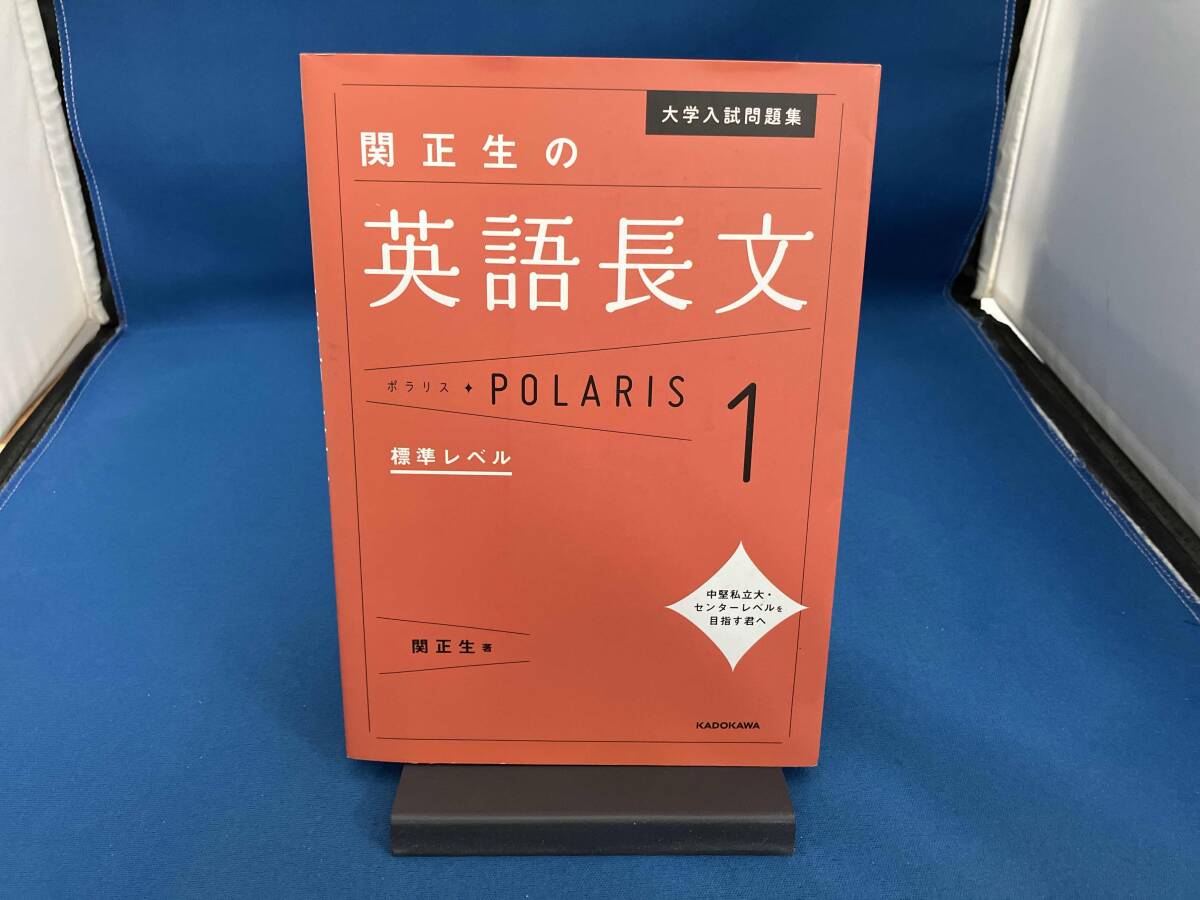 大学入試問題集
関正生の
英語長文
ポラリス POLARIS 1
標準レベル
中堅私立大・
センターレベルを
目指す君へ
関正生 著
KADOKAWA